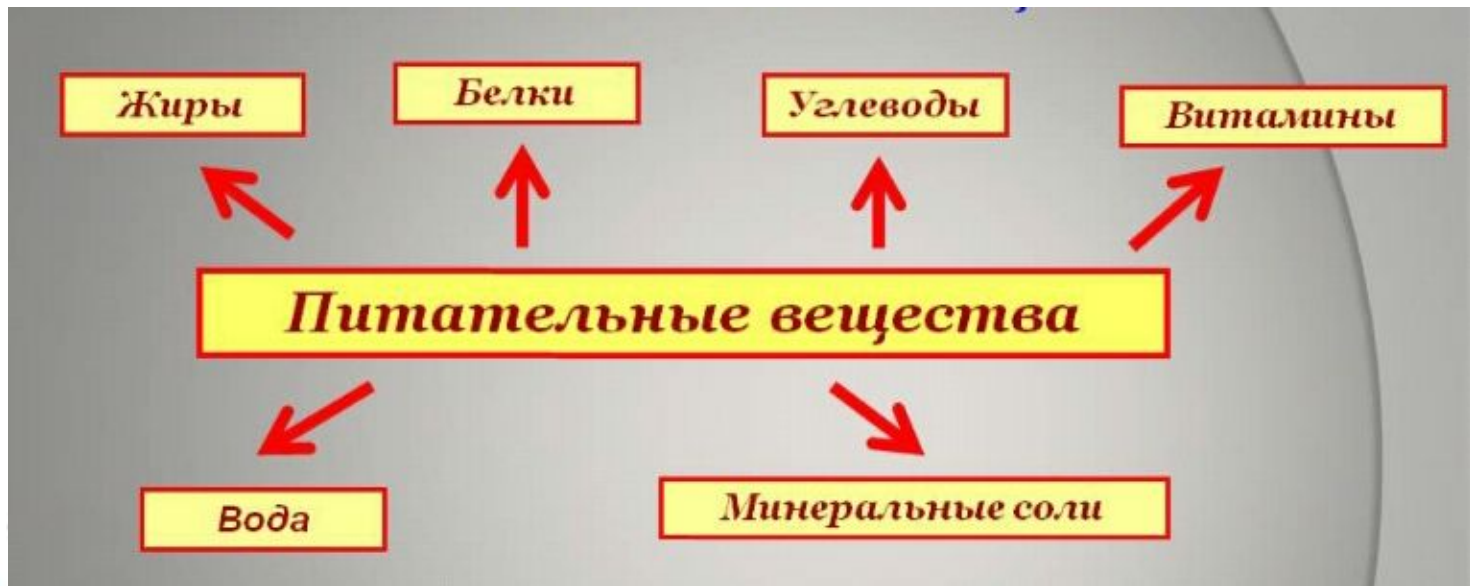 Жиры
Белки
Углеводы
Витамины
Питательные вещества
Вода
Минеральные соли